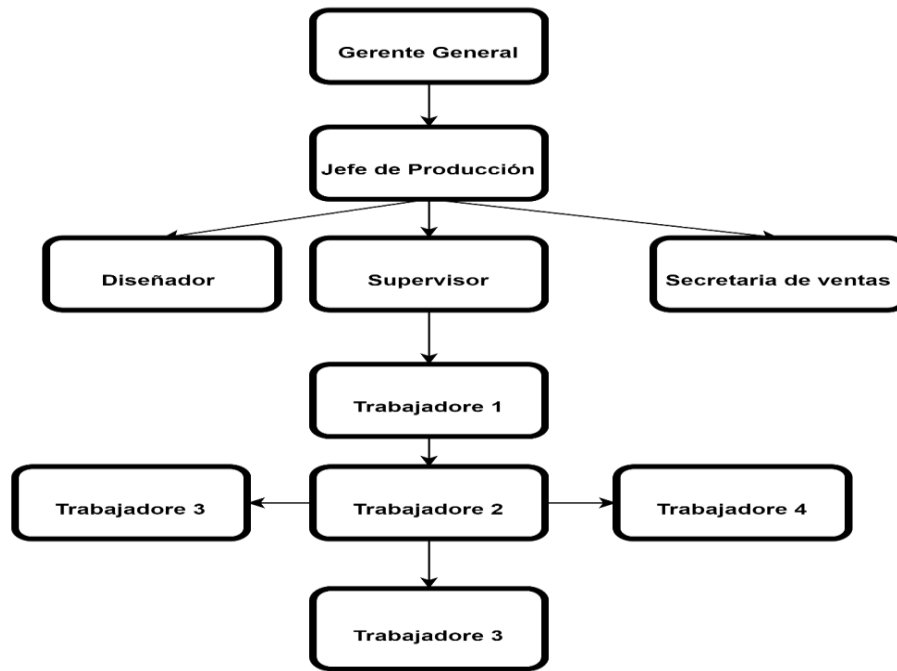 Gerente General
Jefe de Producción
Diseñador
Supervisor
Secretaria de ventas
Trabajadore 1
Trabajadore 3
Trabajadore 2
Trabajadore 4
Trabajadore 3